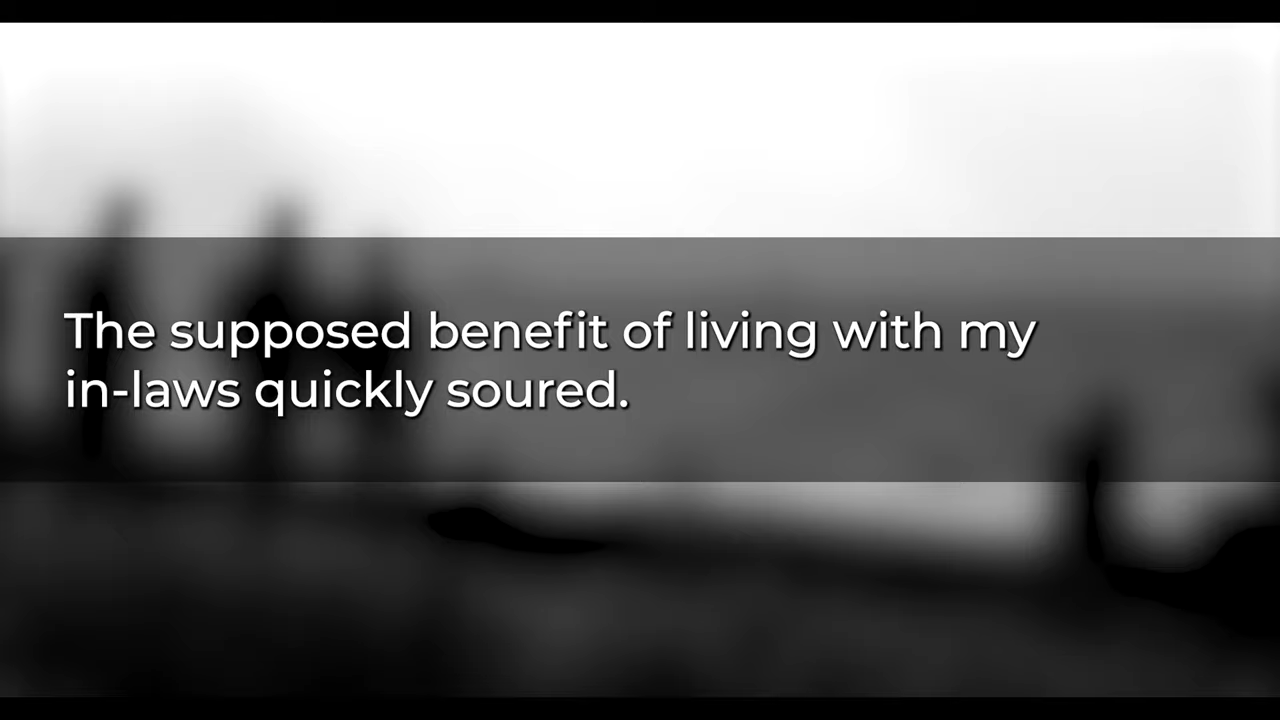 The supposed benefit of living with my
in-laws quickly soured.